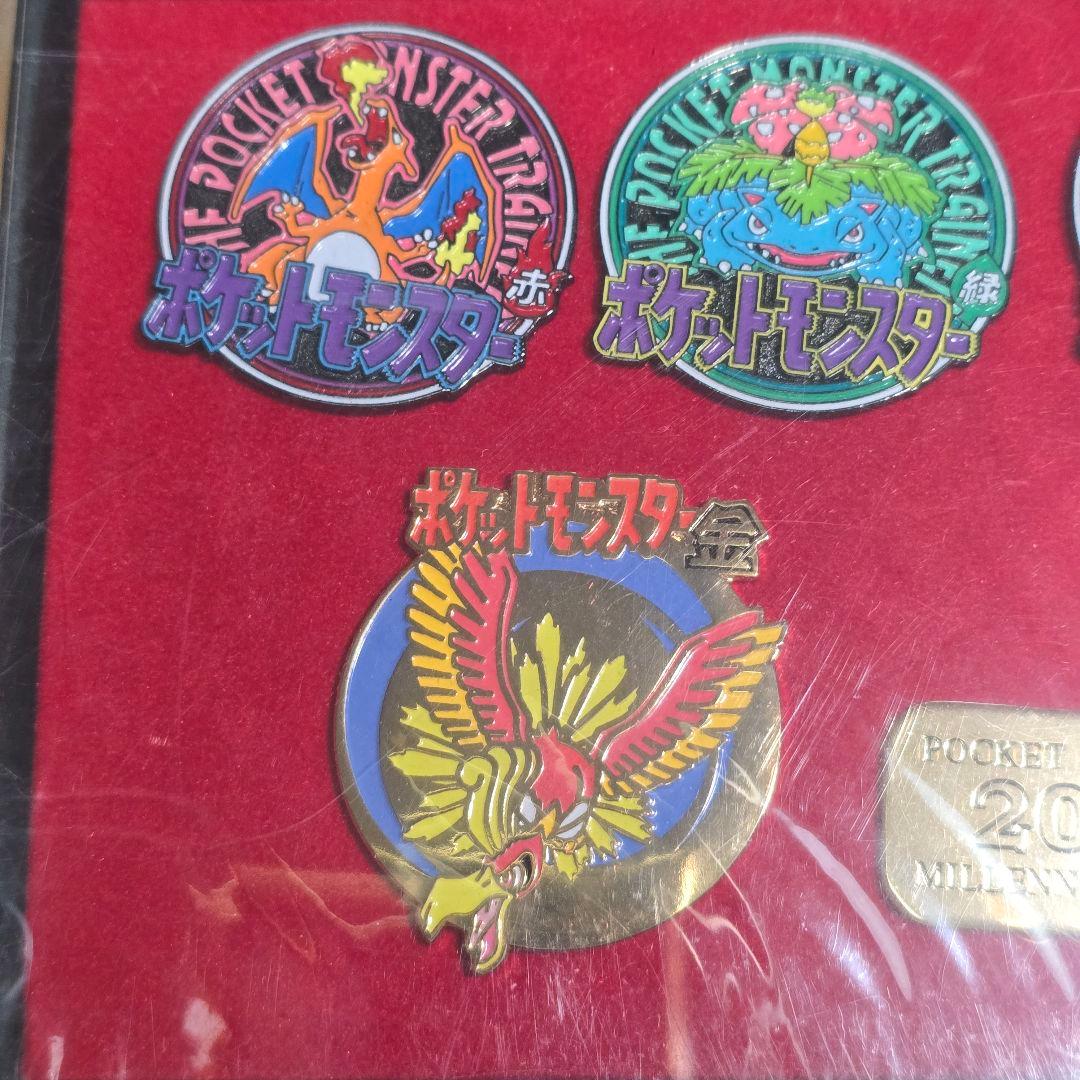 POCKET MONSTER TRAINER
ポケットモンスター
赤
POCKET MONSTER TRAINER
ポケットモンスター
緑
ポケットモンスター金
POCKET
20
MILLENN